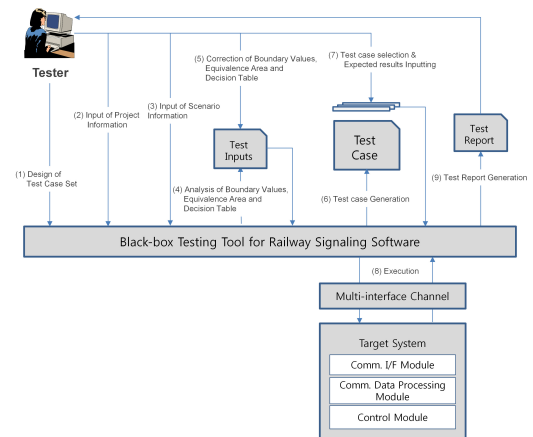 Tester
(1) Design of
Test Case Set
(2) Input of Project
Information
(3) Input of Scenario
Information
(5) Correction of Boundary Values,
Equivalence Area and
Decision Table
Test
Inputs
(4) Analysis of Boundary Values,
Equivalence Area and
Decision Table
(7) Test case selection &
Expected results Inputting
Test
Case
(6) Test case Generation
Test
Report
(9) Test Report Generation
Black-box Testing Tool for Railway Signaling Software
(8) Execution
Multi-interface Channel
Target System
Comm. I/F Module
Comm. Data Processing
Module
Control Module